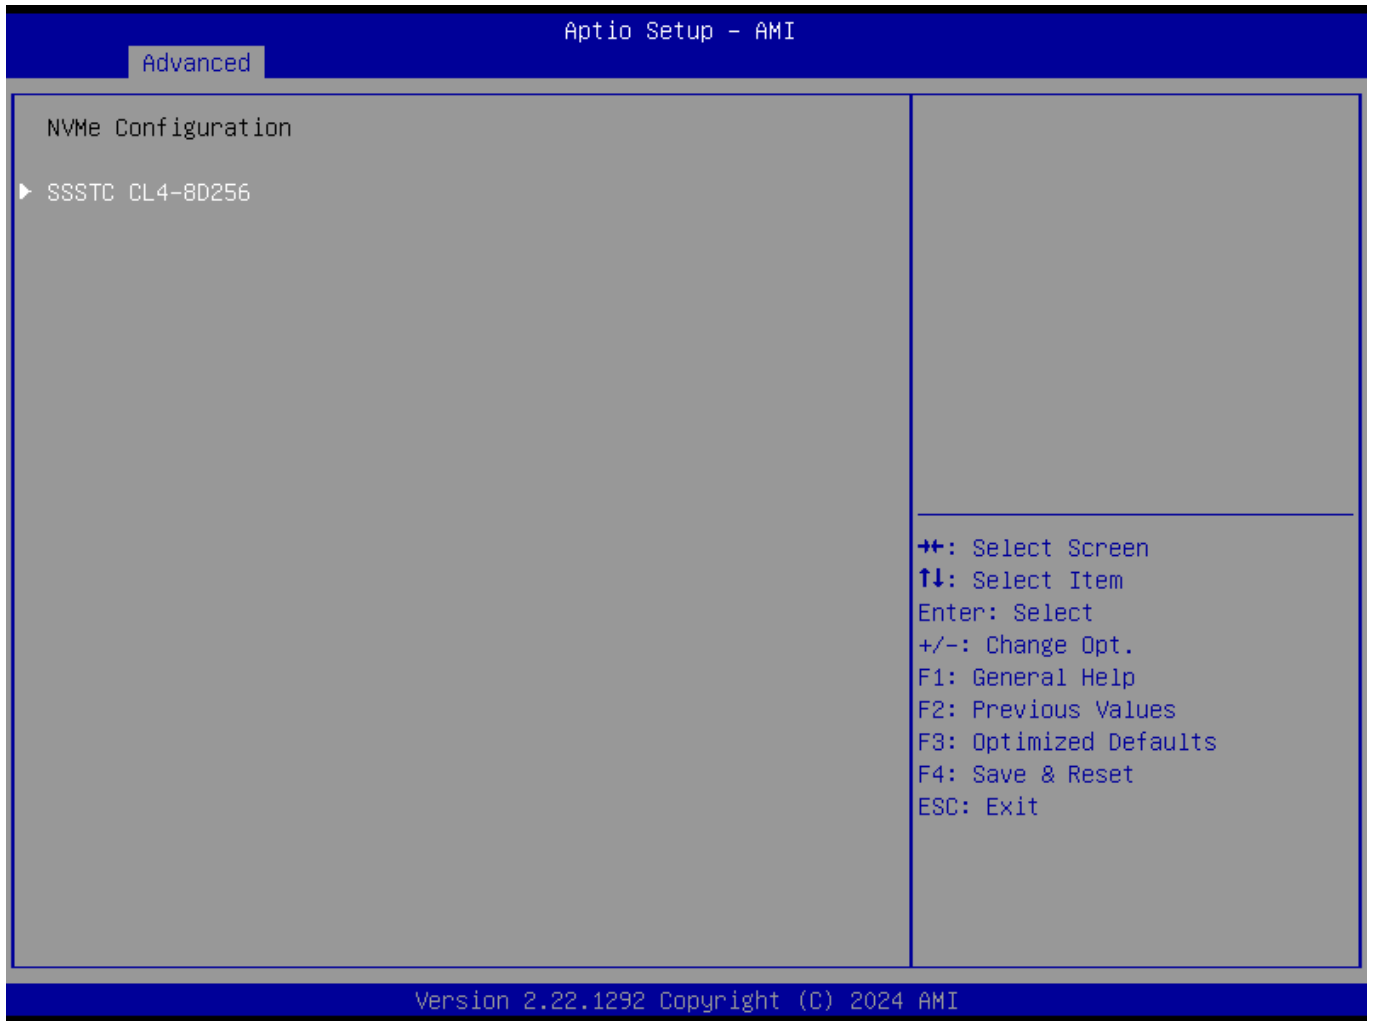 Aptio Setup – AMI
Advanced
NVMe Configuration
▶ SSSTC CL4-8D256
→←: Select Screen
↑↓: Select Item
Enter: Select
+/-: Change Opt.
F1: General Help
F2: Previous Values
F3: Optimized Defaults
F4: Save & Reset
ESC: Exit
Version 2.22.1292 Copyright (C) 2024 AMI